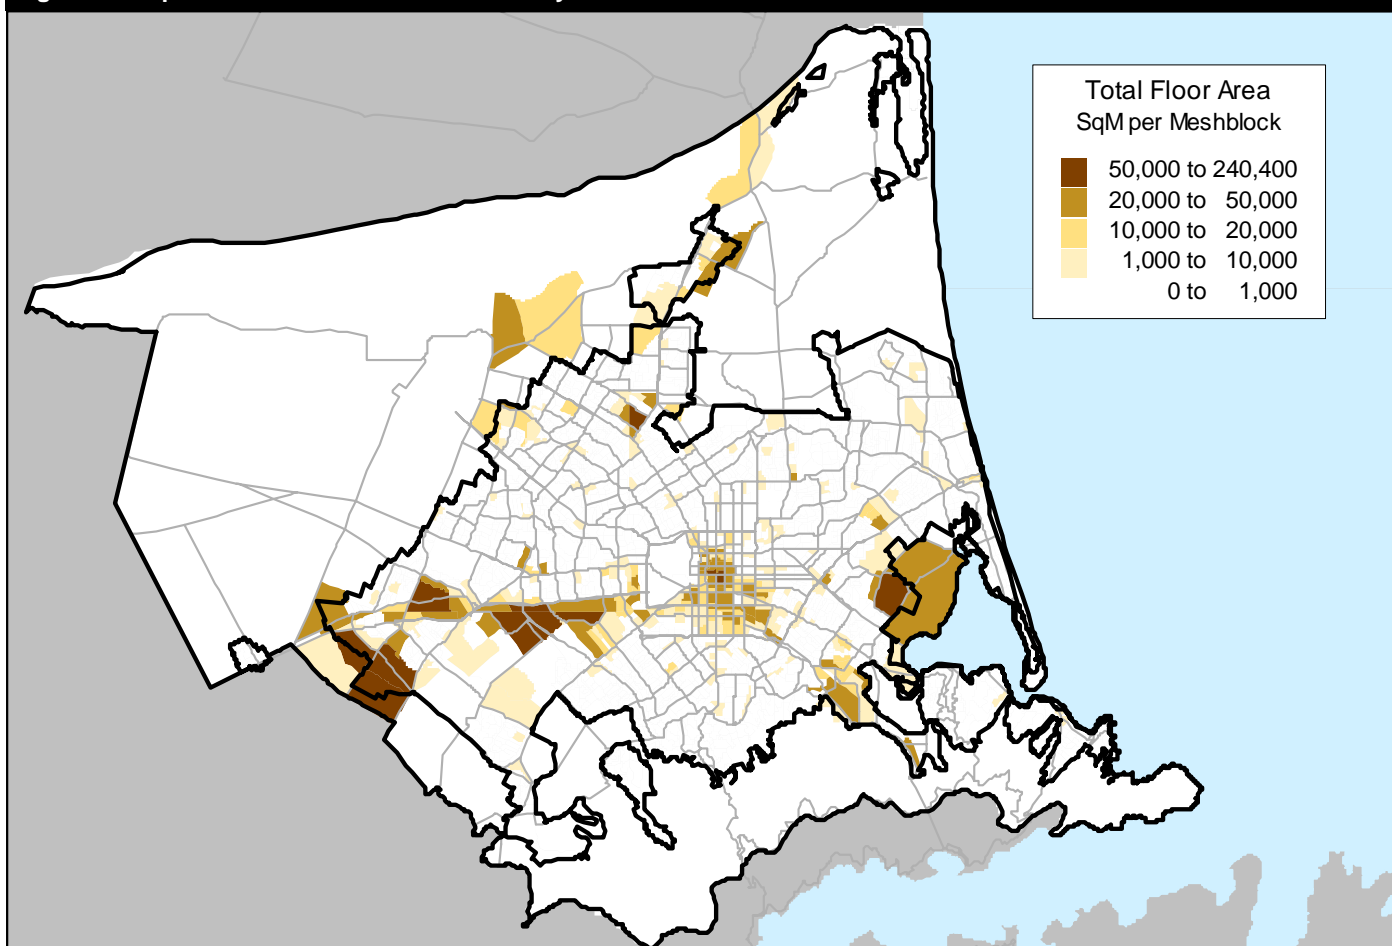 Total Floor Area
SqM per Meshblock
50,000 to 240,400
20,000 to 50,000
10,000 to 20,000
1,000 to 10,000
0 to 1,000